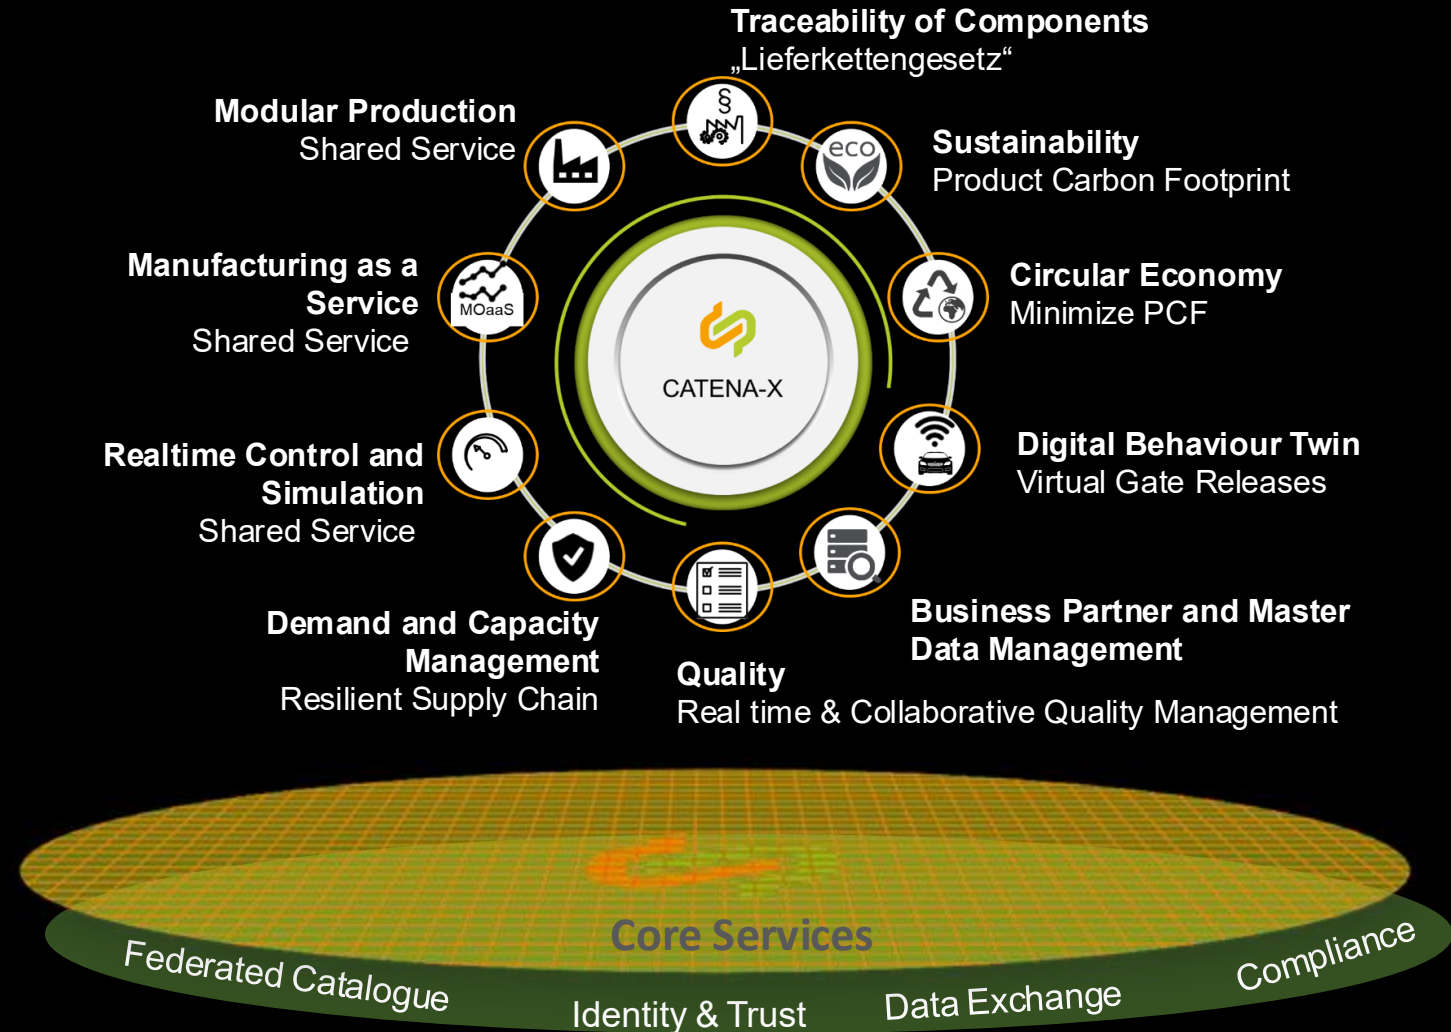 Traceability of Components
„Lieferkettengesetz“
Modular Production
Shared Service
§
eco
Sustainability
Product Carbon Footprint
Manufacturing as a
Service
Shared Service
MOaaS
Circular Economy
Minimize PCF
CATENA-X
Realtime Control and
Simulation
Shared Service
Digital Behaviour Twin
Virtual Gate Releases
Demand and Capacity
Management
Resilient Supply Chain
Business Partner and Master
Data Management
Quality
Real time & Collaborative Quality Management
Core Services
Federated Catalogue
Identity & Trust
Data Exchange
Compliance